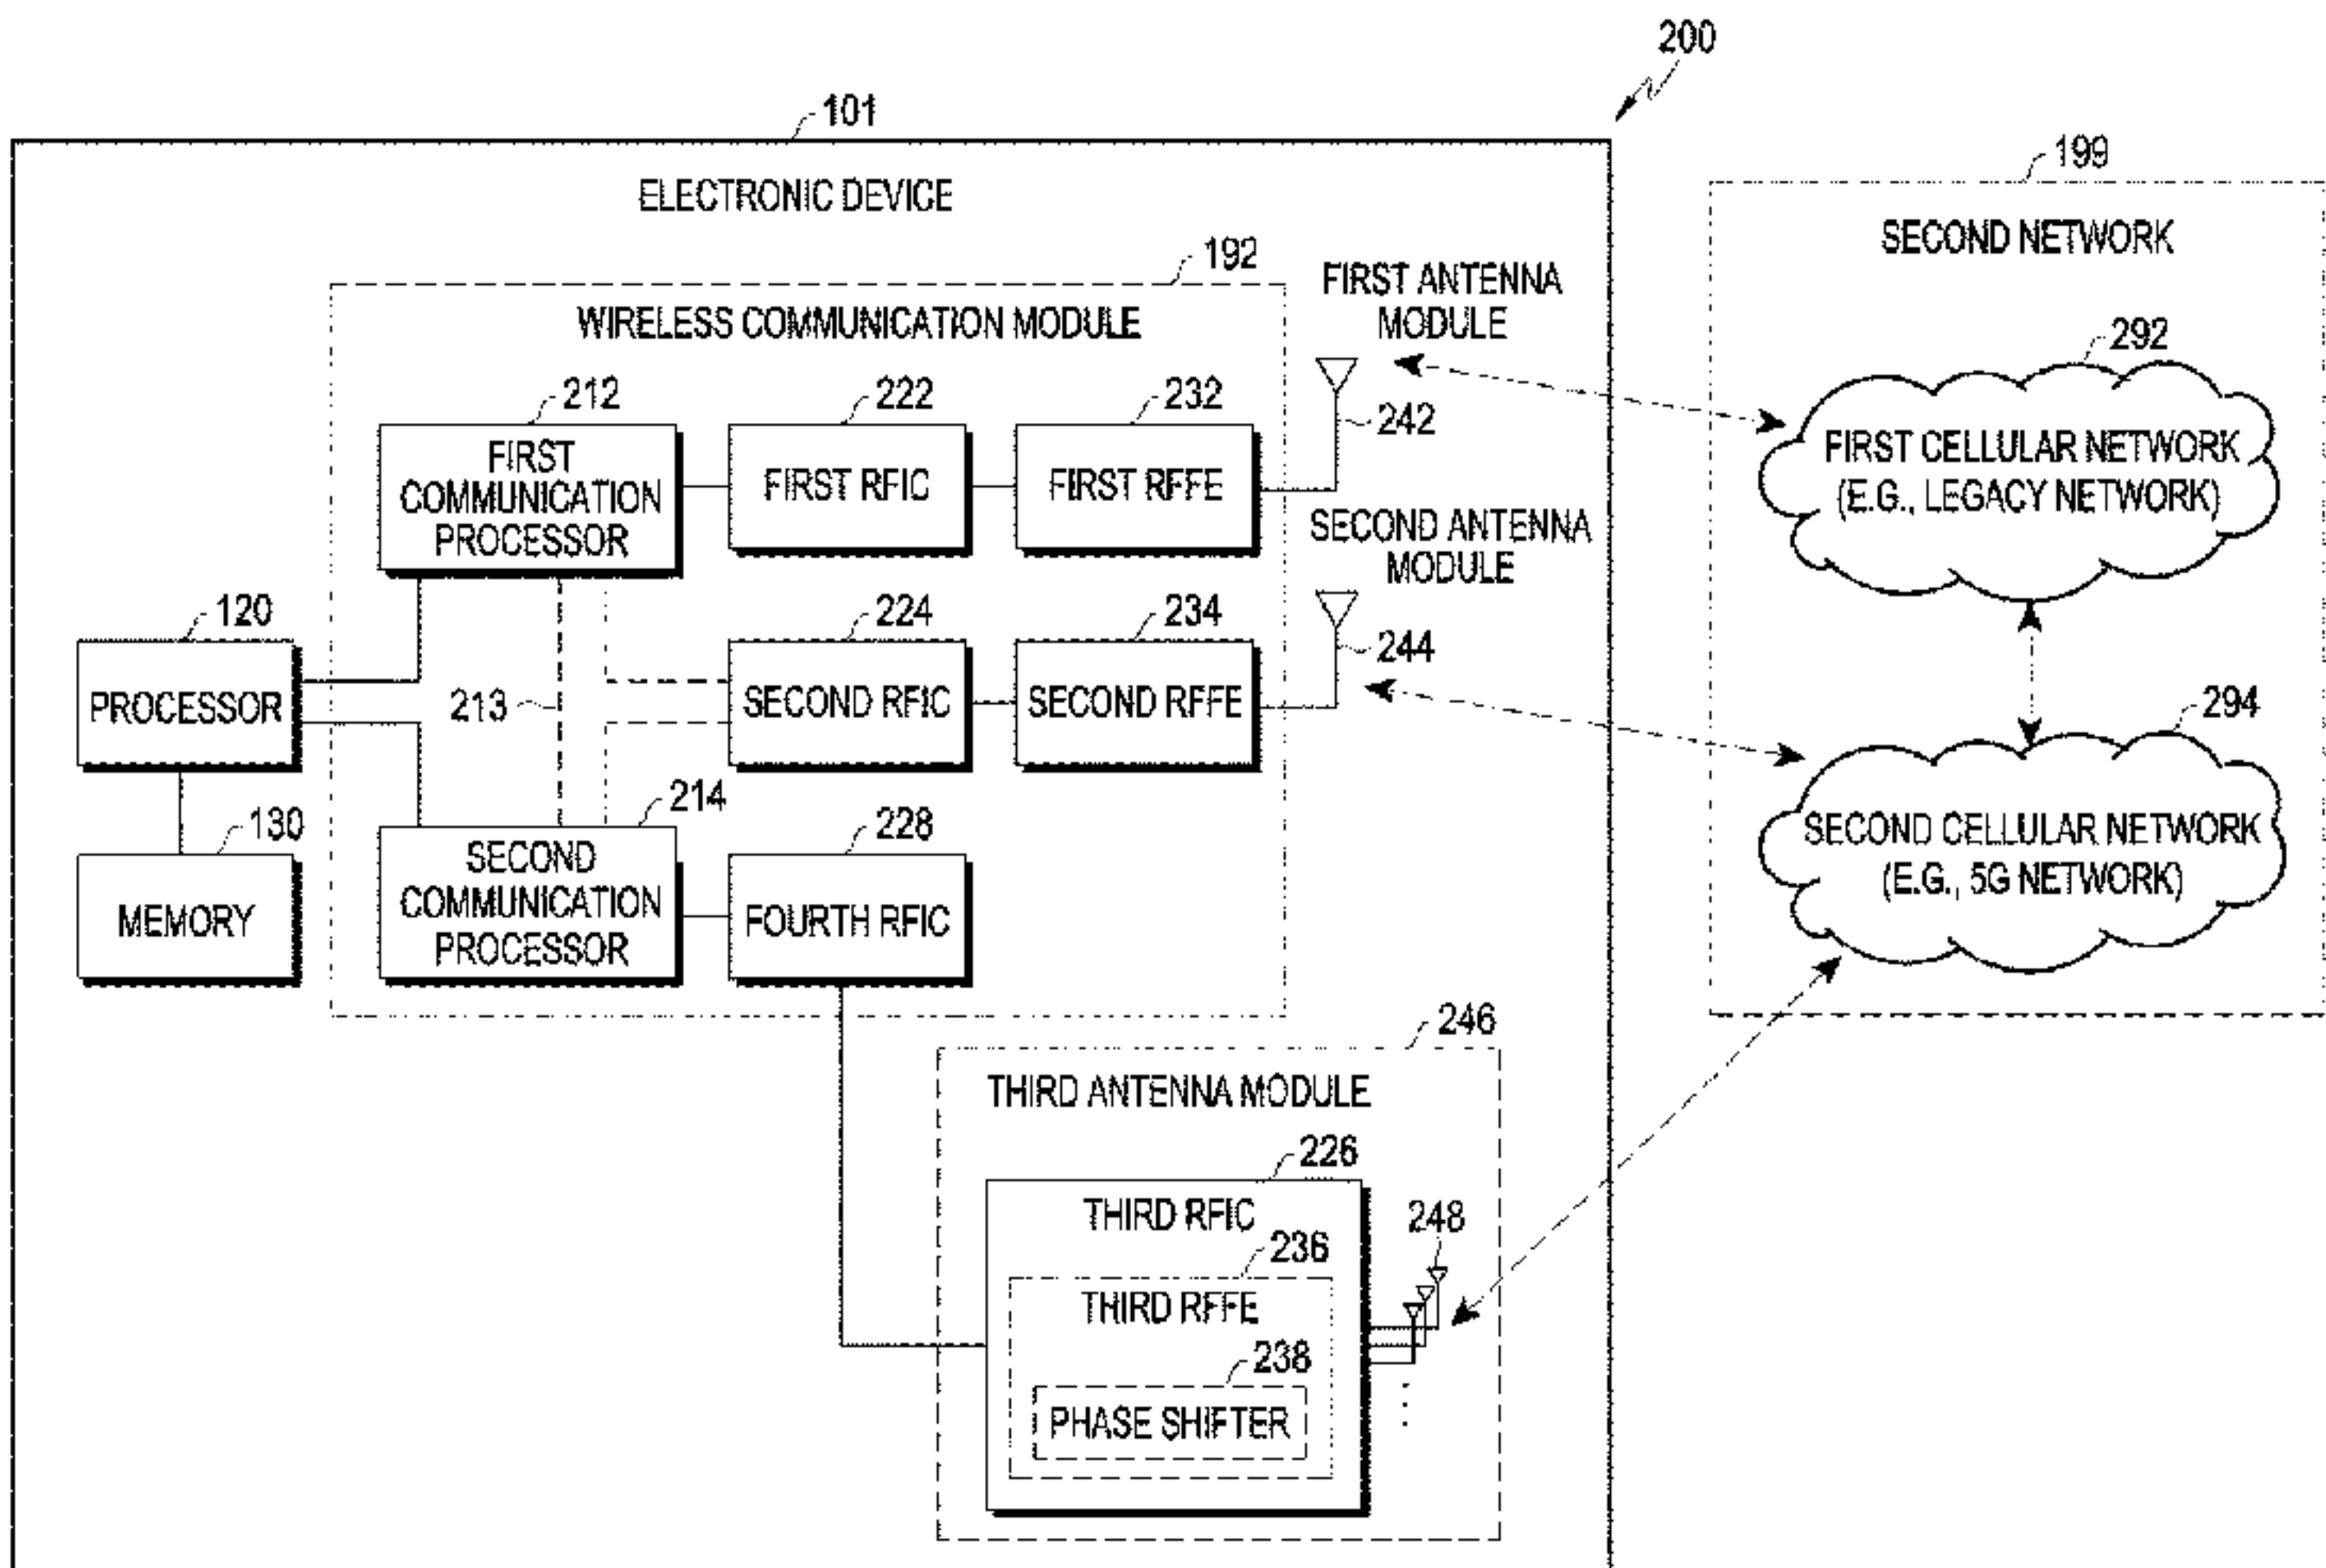 200
101
ELECTRONIC DEVICE
199
SECOND NETWORK
192
WIRELESS COMMUNICATION MODULE
FIRST ANTENNA
MODULE
292
212
222
232
242
FIRST
COMMUNICATION
PROCESSOR
FIRST RFIC
FIRST RFFE
FIRST CELLULAR NETWORK
(E.G., LEGACY NETWORK)
SECOND ANTENNA
MODULE
120
224
234
244
PROCESSOR
213
SECOND RFIC
SECOND RFFE
294
130
214
228
MEMORY
SECOND
COMMUNICATION
PROCESSOR
FOURTH RFIC
SECOND CELLULAR NETWORK
(E.G., 5G NETWORK)
246
THIRD ANTENNA MODULE
226
THIRD RFIC
248
236
THIRD RFFE
238
PHASE SHIFTER